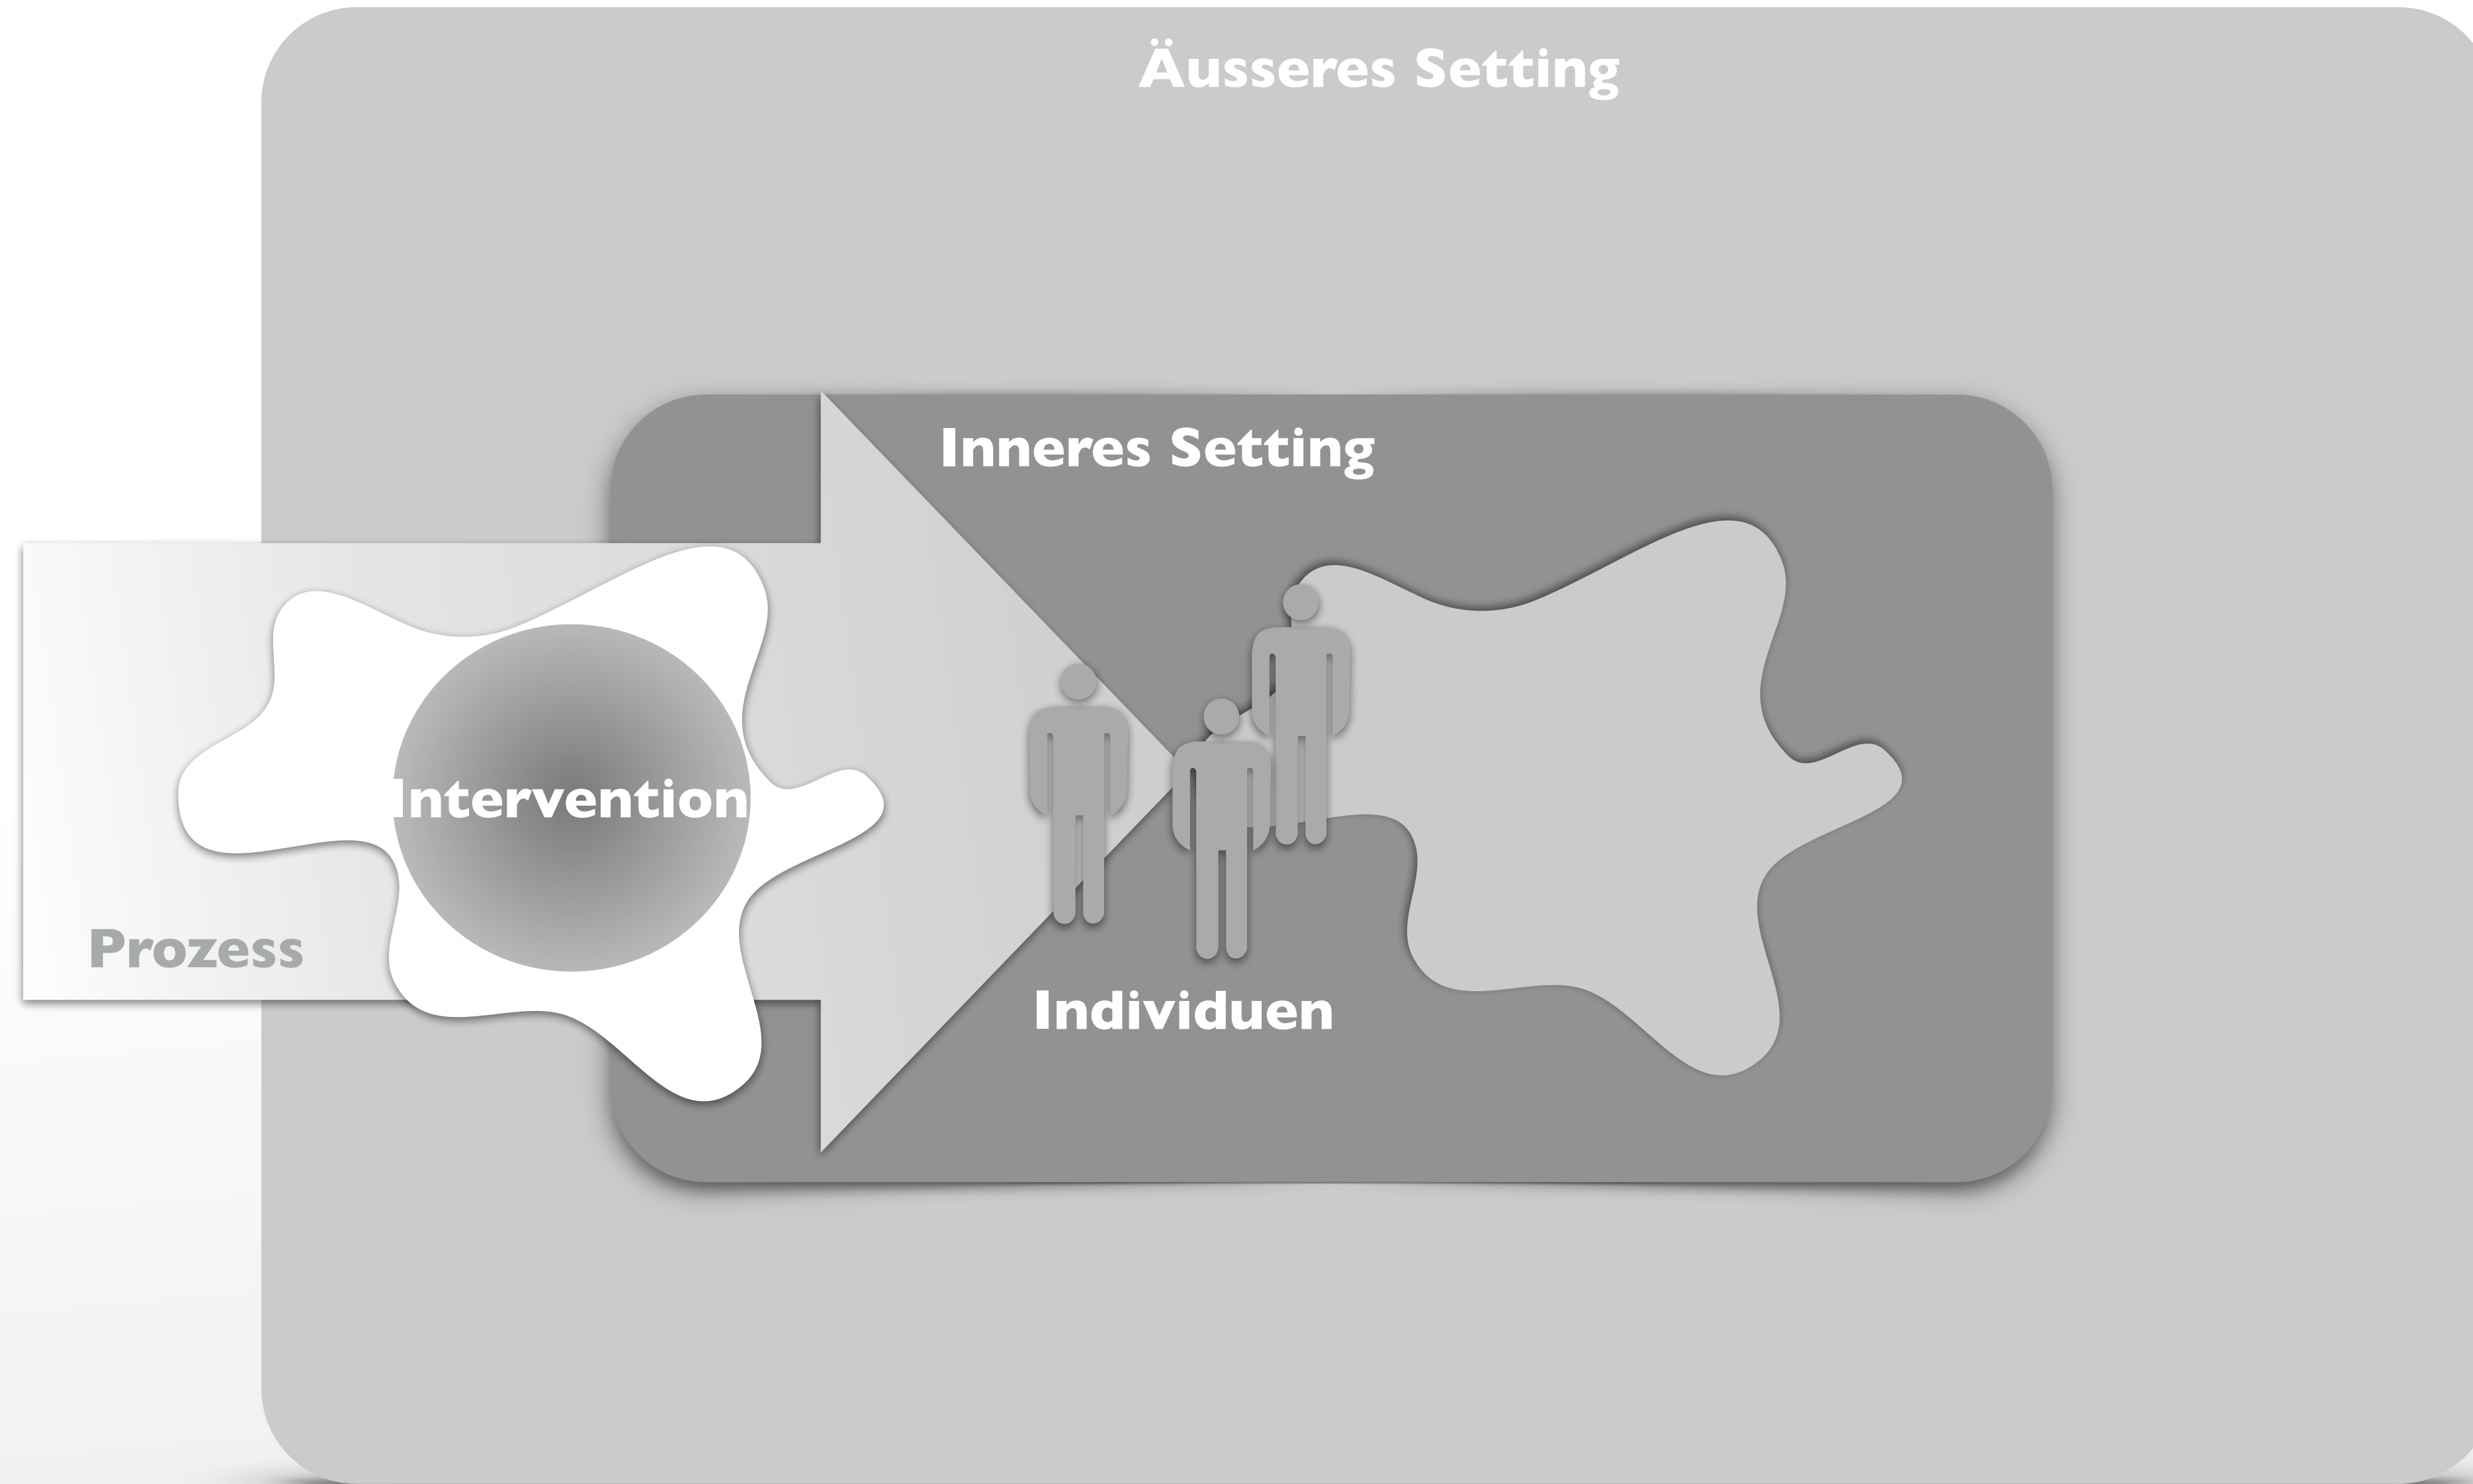 Äusseres Setting
Inneres Setting
Intervention
Prozess
Individuen